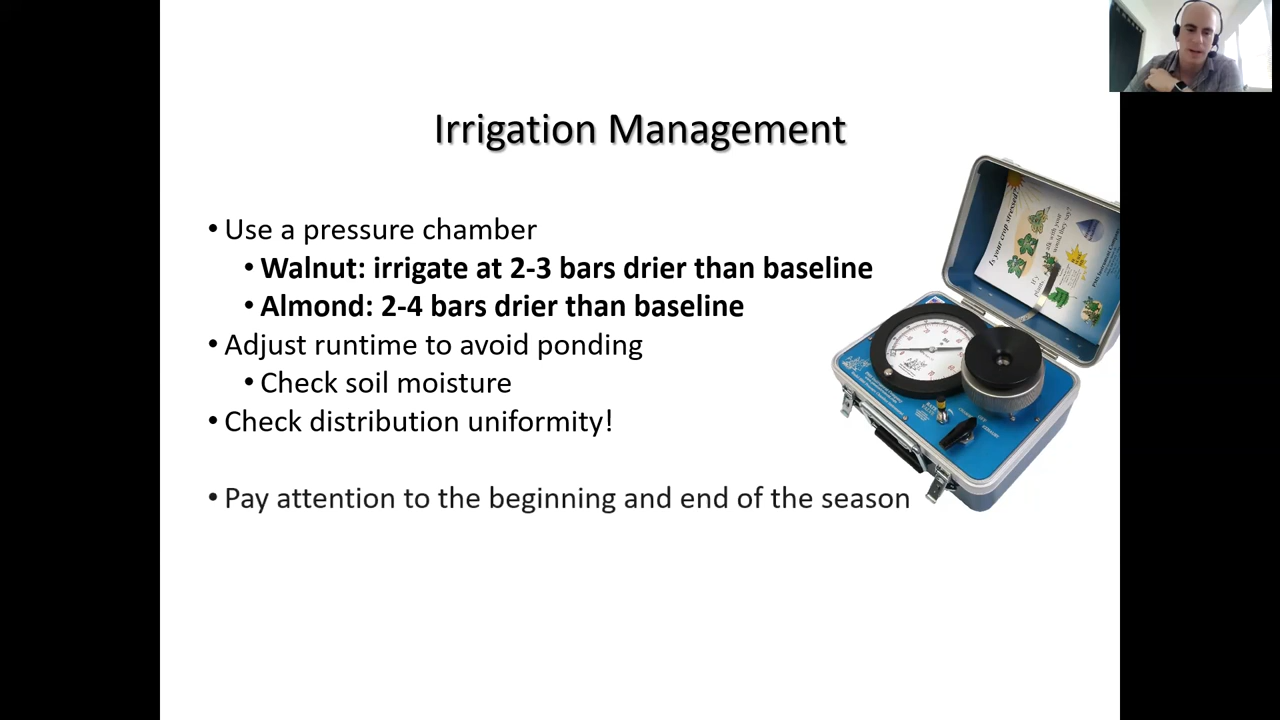 Irrigation Management
• Use a pressure chamber
• Walnut: irrigate at 2-3 bars drier than baseline
• Almond: 2-4 bars drier than baseline
• Adjust runtime to avoid ponding
• Check soil moisture
• Check distribution uniformity!
• Pay attention to the beginning and end of the season
Is your crop stressed?